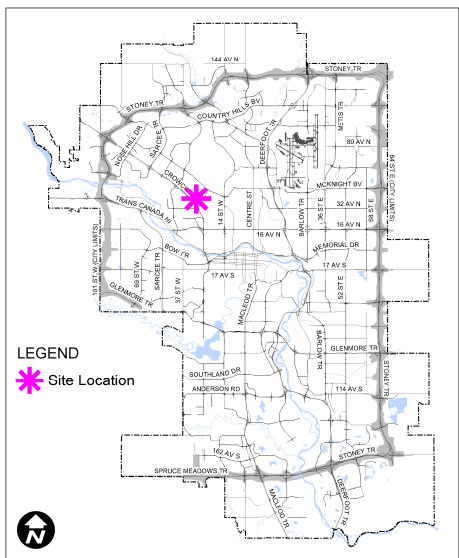 144 AV N
STONEY TR
STONEY TR
COUNTRY HILLS BV
METIS TR
NOSE HILL DR
SARCEE TR
DEERFOOT TR
80 AV N
CROWC
MCKNIGHT BV
84 ST E (CITY LIMITS)
TRANS CANADA HI
14 ST W
CENTRE ST
BARLOW TR
36 ST E
32 AV N
68 ST E
16 AV N
16 AV N
101 ST W (CITY LIMITS)
BOW TR
MEMORIAL DR
69 ST W
SARCEE TR
37 ST W
17 AV S
17 AV S
GLENMORE TR
MACLEOD TR
52 ST E
BARLOW TR
GLENMORE TR
LEGEND
Site Location
SOUTHLAND DR
ANDERSON RD
114 AV S
STONEY TR
162 AV S
STONEY TR
SPRUCE MEADOWS TR
MACLEOD TR
DEERFOOT TR
N